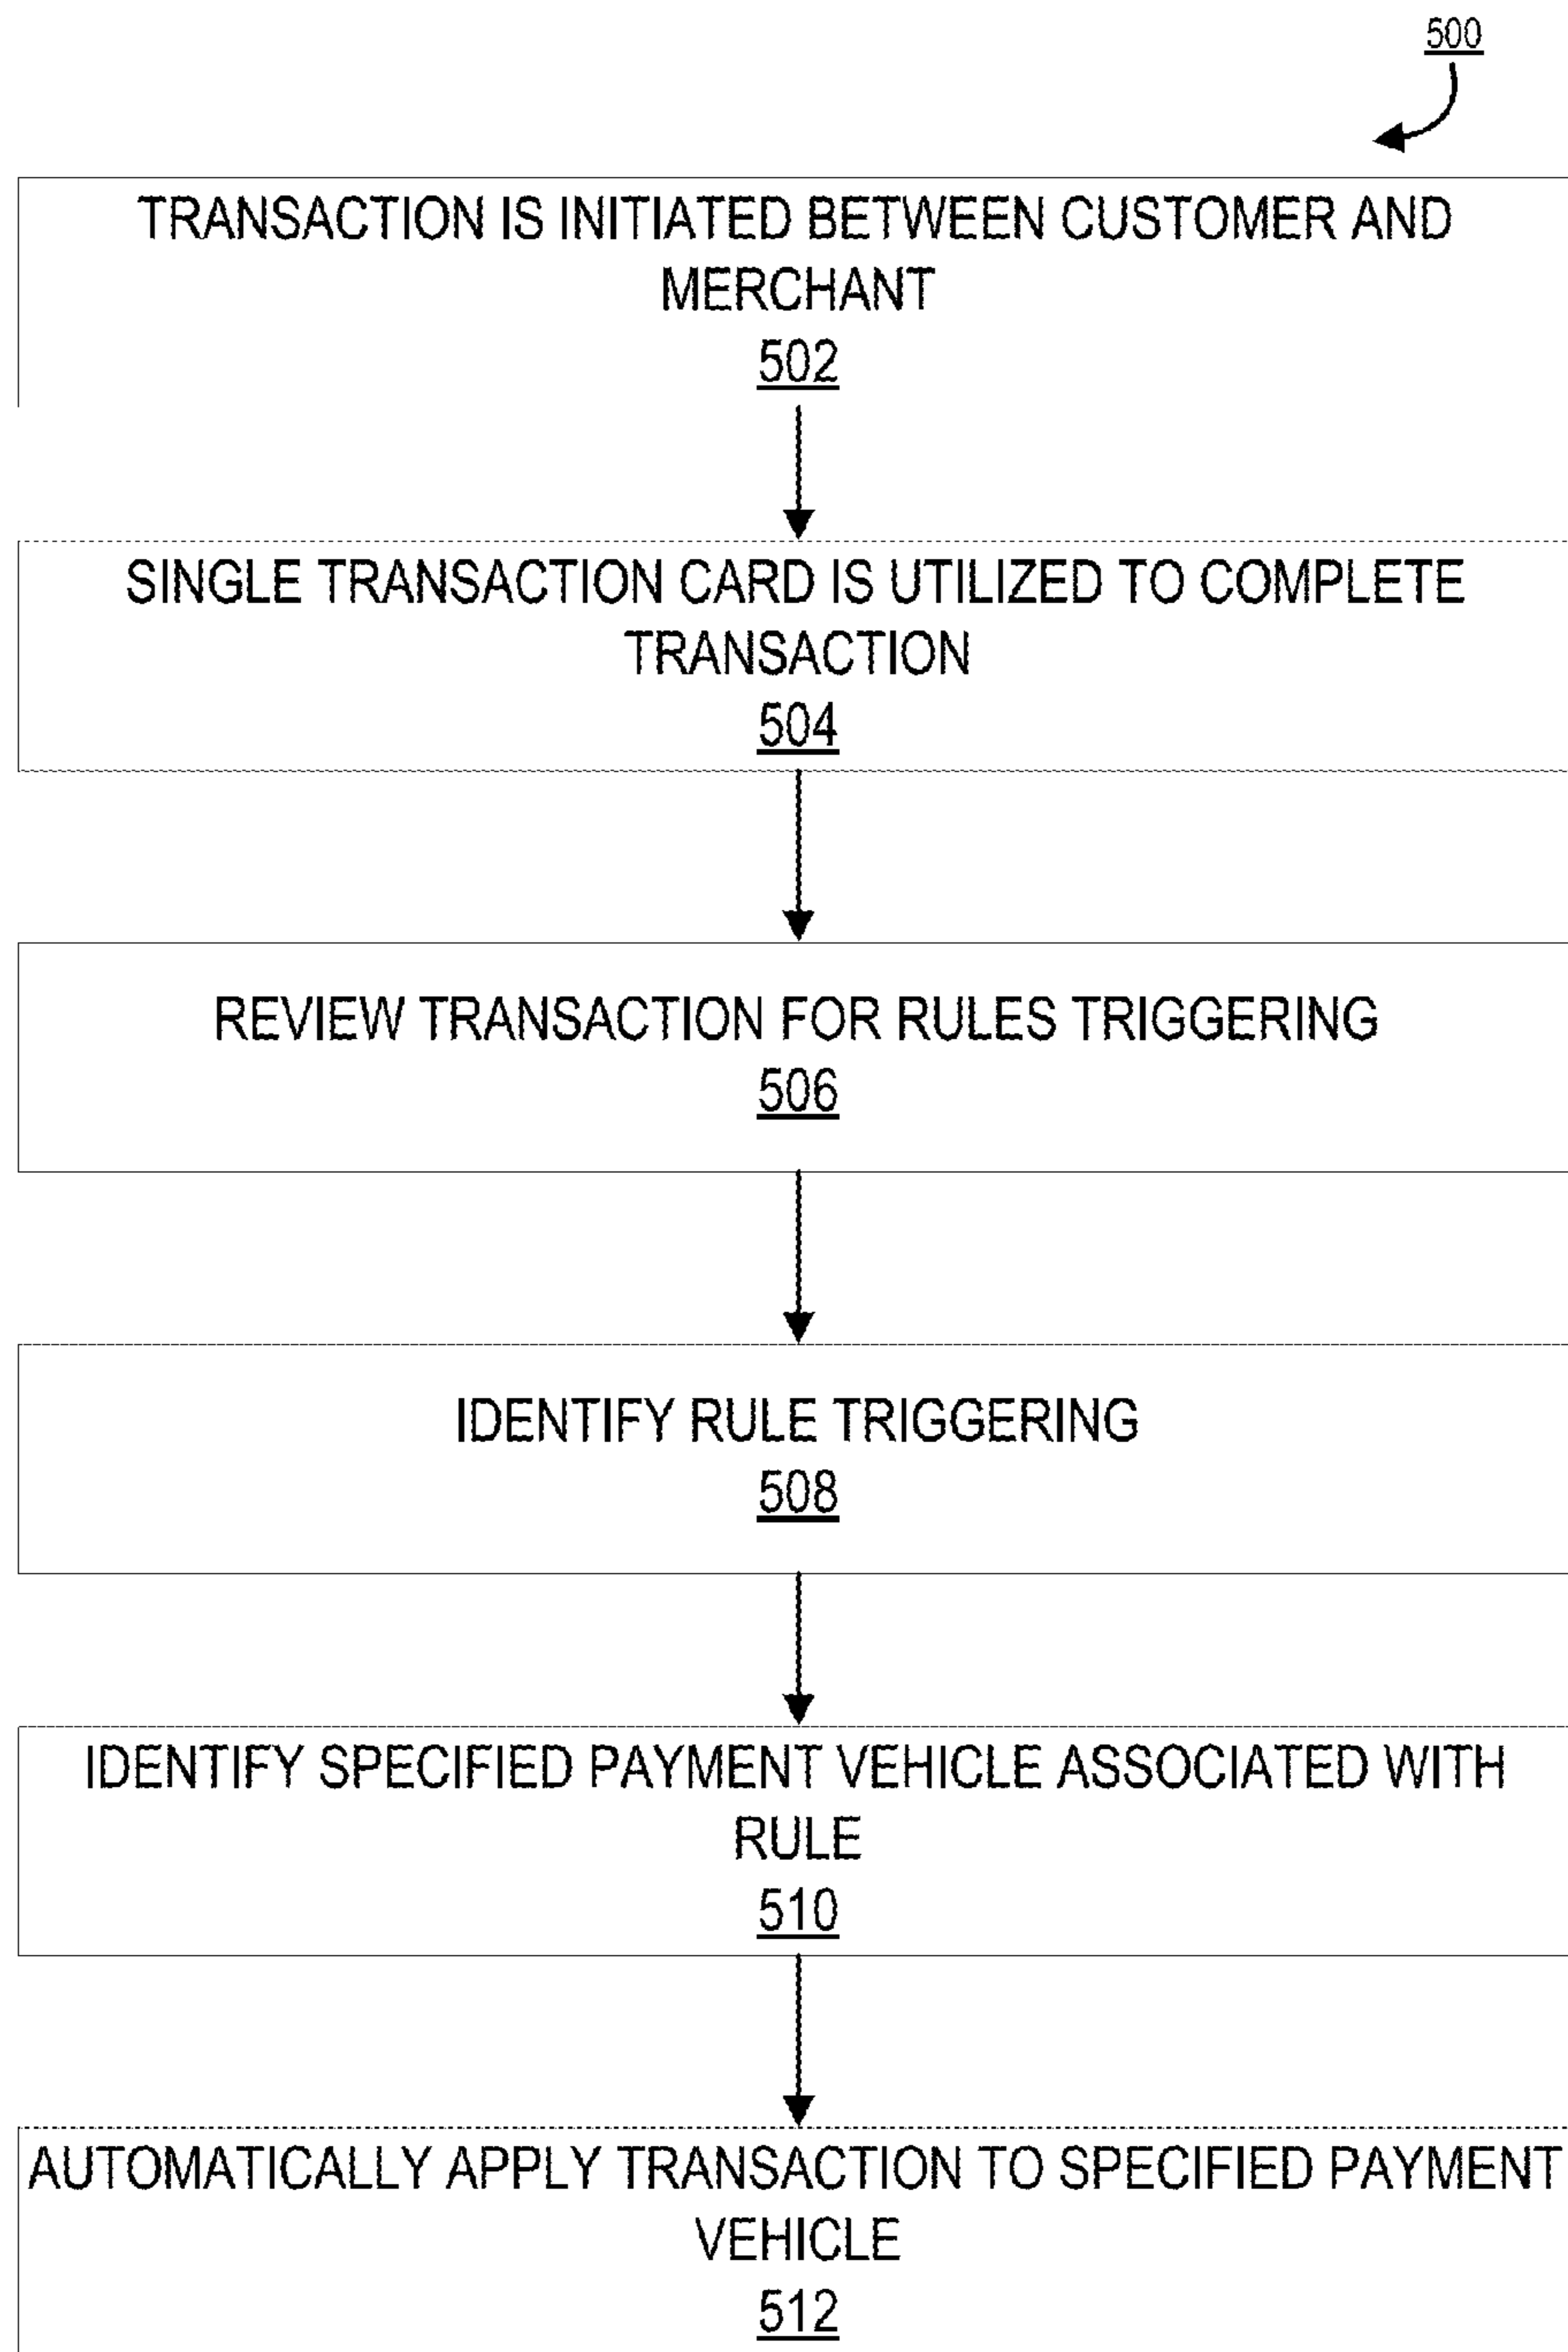 500
TRANSACTION IS INITIATED BETWEEN CUSTOMER AND
MERCHANT
502
SINGLE TRANSACTION CARD IS UTILIZED TO COMPLETE
TRANSACTION
504
REVIEW TRANSACTION FOR RULES TRIGGERING
506
IDENTIFY RULE TRIGGERING
508
IDENTIFY SPECIFIED PAYMENT VEHICLE ASSOCIATED WITH
RULE
510
AUTOMATICALLY APPLY TRANSACTION TO SPECIFIED PAYMENT
VEHICLE
512